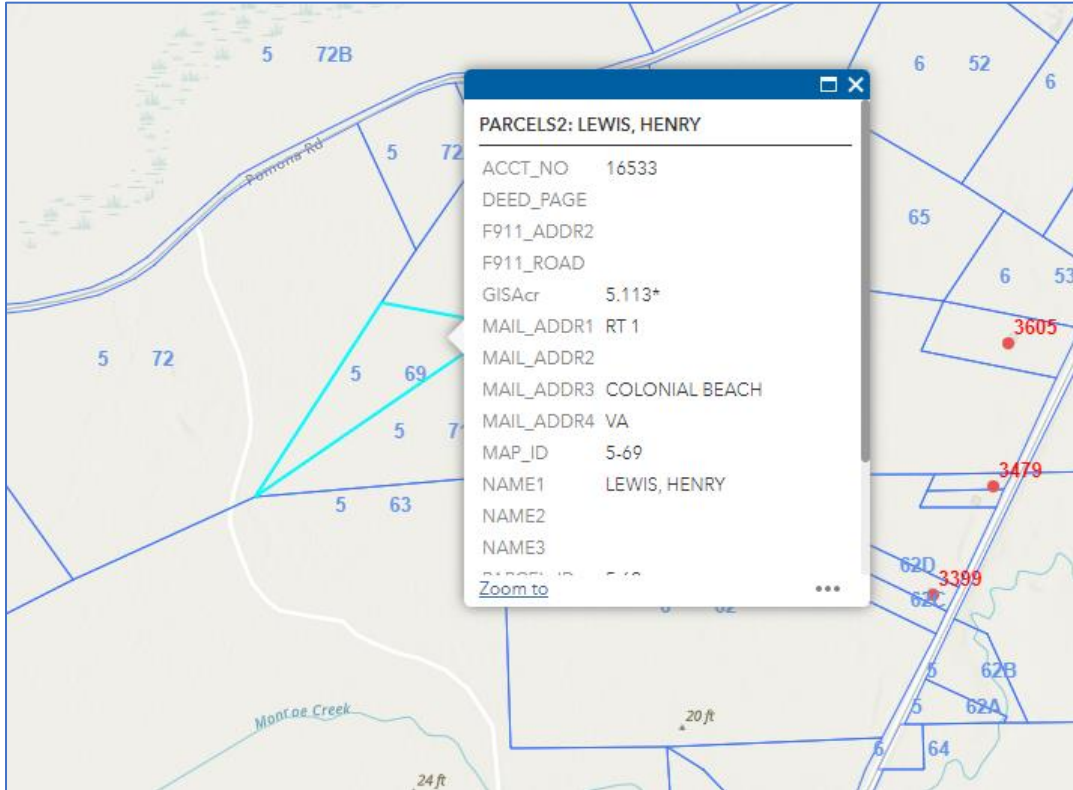 5 72B
6 52
6
PARCELS2: LEWIS, HENRY
ACCT_NO 16533
DEED_PAGE
F911_ADDR2
F911_ROAD
GISAcr 5.113*
MAIL_ADDR1 RT 1
MAIL_ADDR2
MAIL_ADDR3 COLONIAL BEACH
MAIL_ADDR4 VA
MAP_ID 5-69
NAME1 LEWIS, HENRY
NAME2
NAME3
Zoom to
Pomona Rd
5 72
65
6 53
3605
5 72
5 69
5
5 63
3479
62D
3399
62C
5 62B
5 62A
20 ft
Monroe Creek
6 64
24 ft